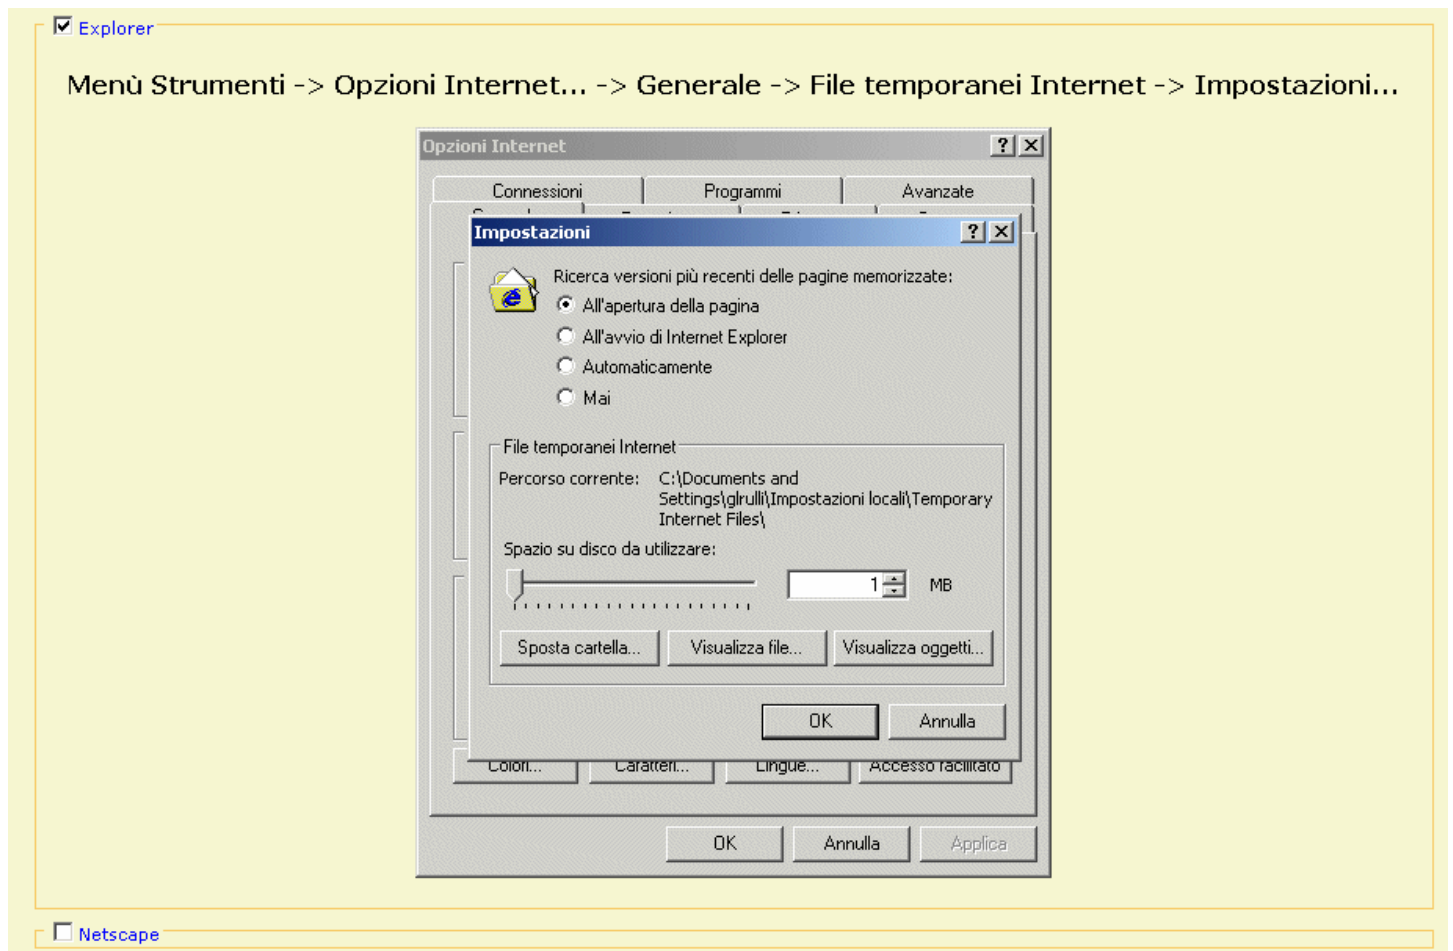 Explorer
Menù Strumenti -> Opzioni Internet... -> Generale -> File temporanei Internet -> Impostazioni...
Opzioni Internet
Connessioni Programmi Avanzate
Impostazioni
Ricerca versioni più recenti delle pagine memorizzate:
All'apertura della pagina
All'avvio di Internet Explorer
Automaticamente
Mai
File temporanei Internet
Percorso corrente: C:\Documents and
Settings\glrulli\Impostazioni locali\Temporary
Internet Files\
Spazio su disco da utilizzare:
1 MB
Sposta cartella... Visualizza file... Visualizza oggetti...
OK Annulla
Colori... Caratteri... Lingue... Accesso facilitato
OK Annulla Applica
Netscape